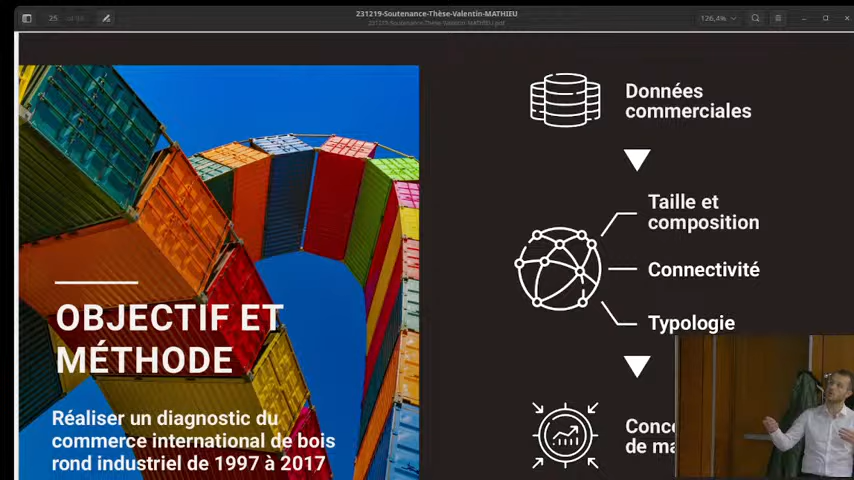 25
231219-Soutenance-Thèse-Valentin-MATHIEU
126,4%
Données
commerciales
Taille et
composition
Connectivité
Typologie
OBJECTIF ET
MÉTHODE
Réaliser un diagnostic du
commerce international de bois
rond industriel de 1997 à 2017
Conce
de ma